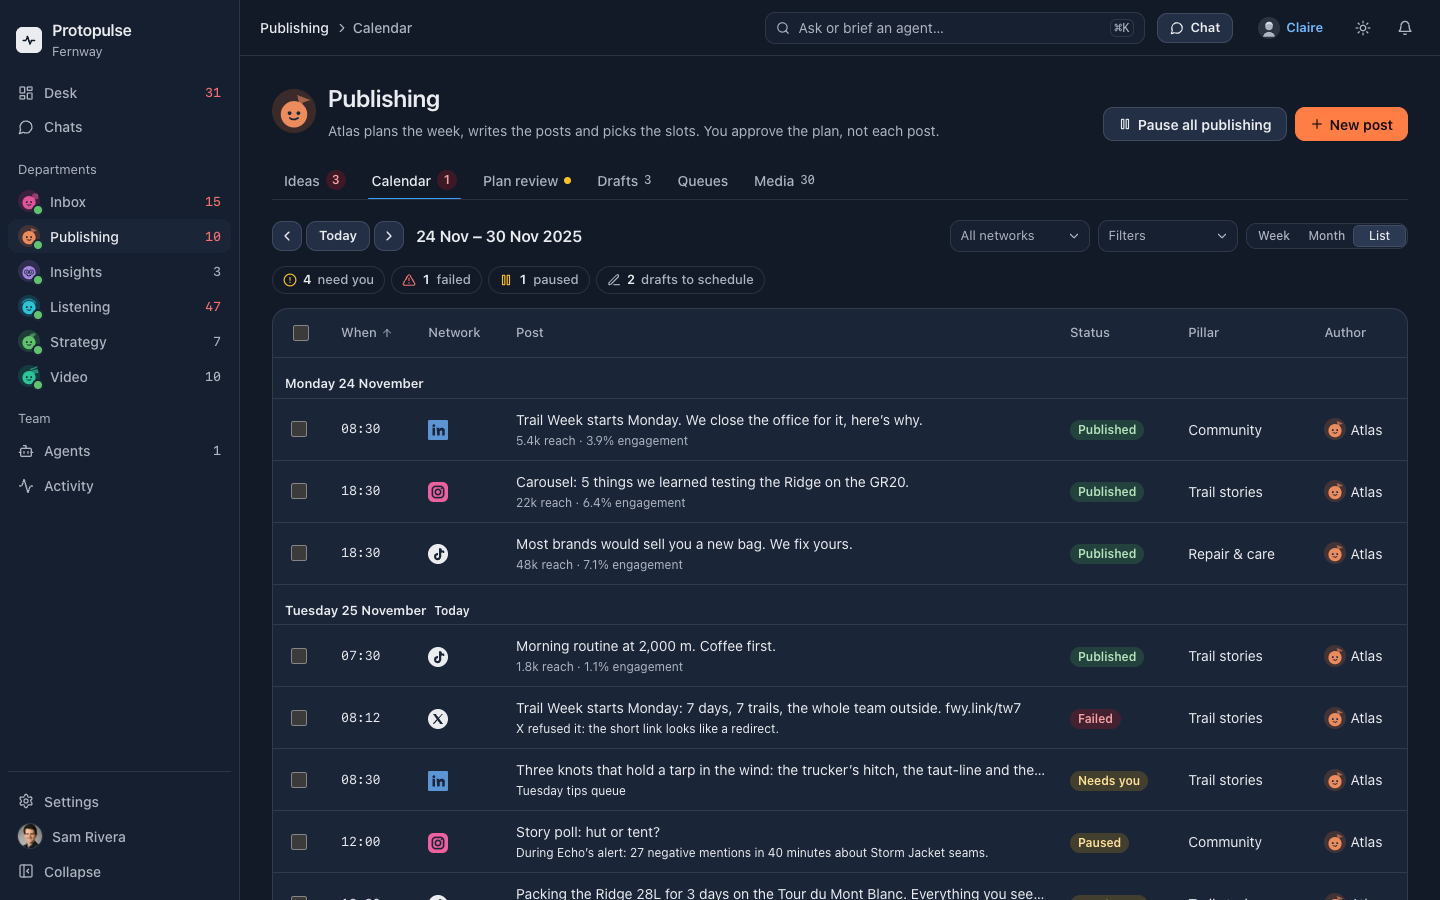 Protopulse
Fernway
Desk 31
Chats
Departments
Inbox 15
Publishing 10
Insights 3
Listening 47
Strategy 7
Video 10
Team
Agents 1
Activity
Settings
Sam Rivera
Collapse
Publishing Calendar
Ask or brief an agent… ⌘K
Chat
Claire
Publishing
Atlas plans the week, writes the posts and picks the slots. You approve the plan, not each post.
Pause all publishing
New post
Ideas 3
Calendar 1
Plan review
Drafts 3
Queues
Media 30
Today
24 Nov – 30 Nov 2025
All networks
Filters
Week Month List
4 need you
1 failed
1 paused
2 drafts to schedule
When ↑ Network Post Status Pillar Author
Monday 24 November
08:30 in Trail Week starts Monday. We close the office for it, here’s why. Published Community Atlas
5.4k reach · 3.9% engagement
18:30 Carousel: 5 things we learned testing the Ridge on the GR20. Published Trail stories Atlas
22k reach · 6.4% engagement
18:30 Most brands would sell you a new bag. We fix yours. Published Repair & care Atlas
48k reach · 7.1% engagement
Tuesday 25 November Today
07:30 Morning routine at 2,000 m. Coffee first. Published Trail stories Atlas
1.8k reach · 1.1% engagement
08:12 X Trail Week starts Monday: 7 days, 7 trails, the whole team outside. fwy.link/tw7 Failed Trail stories Atlas
X refused it: the short link looks like a redirect.
08:30 in Three knots that hold a tarp in the wind: the trucker’s hitch, the taut-line and the… Needs you Trail stories Atlas
Tuesday tips queue
12:00 Story poll: hut or tent? Paused Community Atlas
During Echo’s alert: 27 negative mentions in 40 minutes about Storm Jacket seams.
Packing the Ridge 28L for 3 days on the Tour du Mont Blanc. Everything you see…